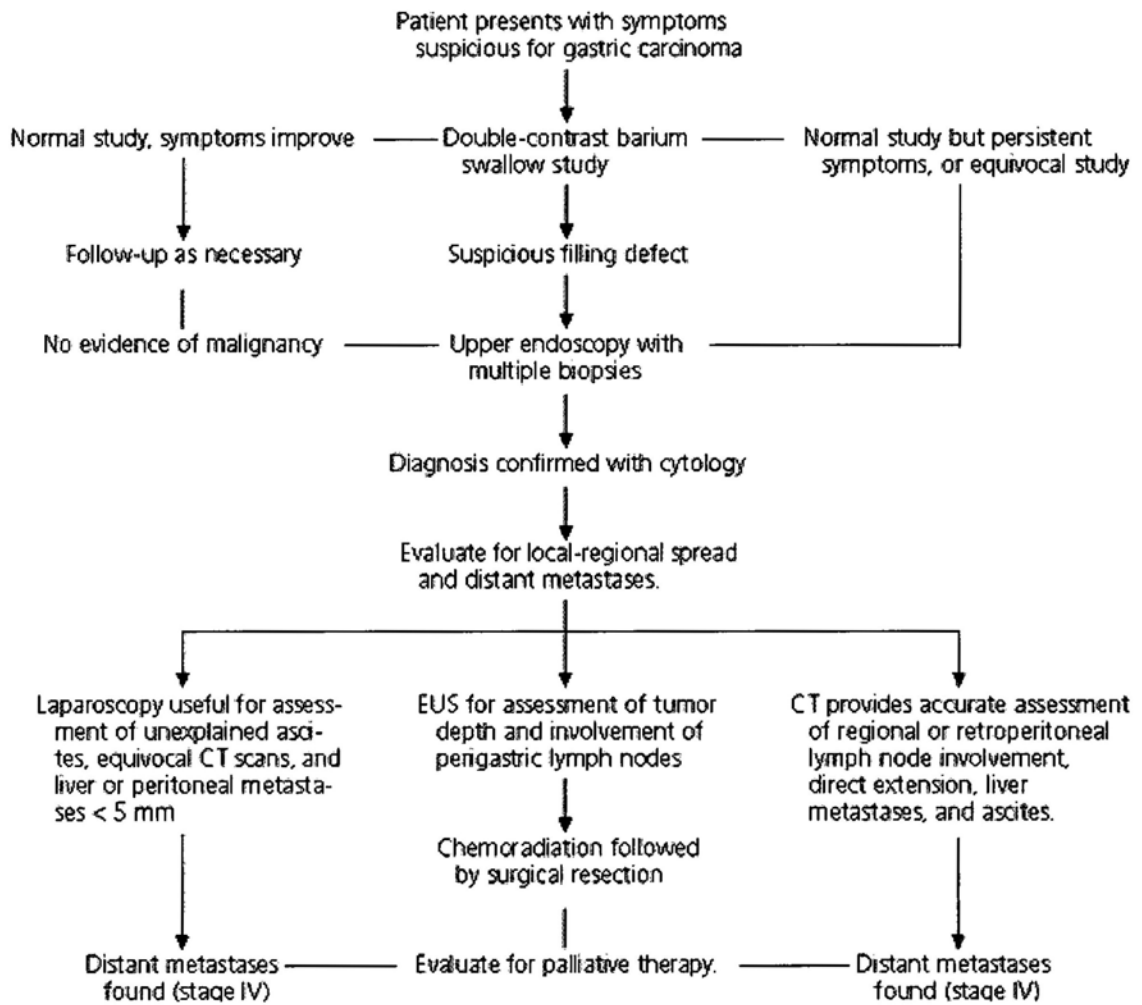 Patient presents with symptoms
suspicious for gastric carcinoma
Normal study, symptoms improve
Double-contrast barium
swallow study
Normal study but persistent
symptoms, or equivocal study
Follow-up as necessary
Suspicious filling defect
No evidence of malignancy
Upper endoscopy with
multiple biopsies
Diagnosis confirmed with cytology
Evaluate for local-regional spread
and distant metastases.
Laparoscopy useful for assess-
ment of unexplained asci-
tes, equivocal CT scans, and
liver or peritoneal metasta-
ses < 5 mm
EUS for assessment of tumor
depth and involvement of
perigastric lymph nodes
CT provides accurate assessment
of regional or retroperitoneal
lymph node involvement,
direct extension, liver
metastases, and ascites.
Chemoradiation followed
by surgical resection
Distant metastases
found (stage IV)
Evaluate for palliative therapy.
Distant metastases
found (stage IV)